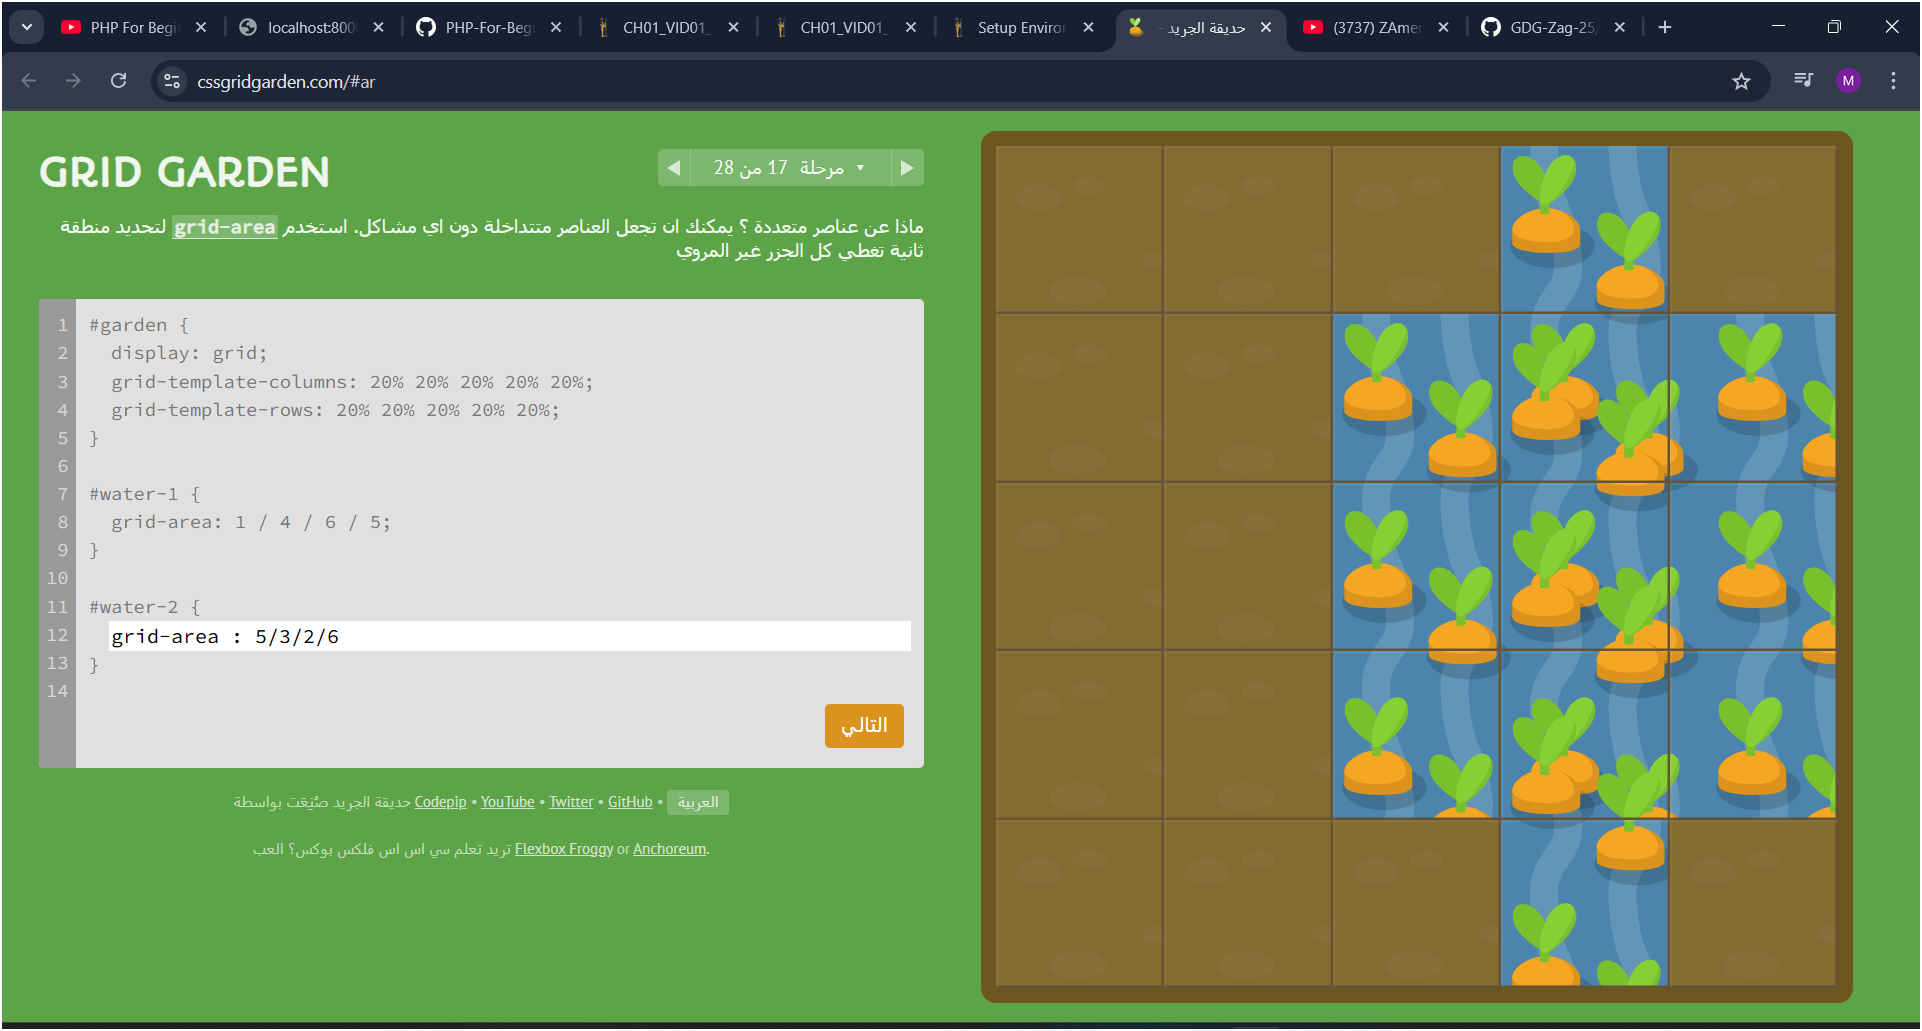 PHP For Begi
localhost:800
PHP-For-Beg
CH01_VID01_
CH01_VID01_
Setup Enviror
حديقة الجريد -
(3737) ZAmer
GDG-Zag-25
cssgridgarden.com/#ar
M
GRID GARDEN
مرحلة 17 من 28
ماذا عن عناصر متعددة ؟ يمكنك ان تجعل العناصر متتداخلة دون اي مشاكل. استخدم grid-area لتحديد منطقة
ثانية تغطي كل الجزر غير المروي
1 #garden {
2 display: grid;
3 grid-template-columns: 20% 20% 20% 20% 20%;
4 grid-template-rows: 20% 20% 20% 20% 20%;
5 }
6
7 #water-1 {
8 grid-area: 1 / 4 / 6 / 5;
9 }
10
11 #water-2 {
12 grid-area : 5/3/2/6
13 }
14
التالي
حديقة الجريد صُنِعَت بواسطة Codepip • YouTube • Twitter • GitHub • العربية
تريد تعلم سي اس اس فلكس بوكس؟ العب Flexbox Froggy or Anchoreum.